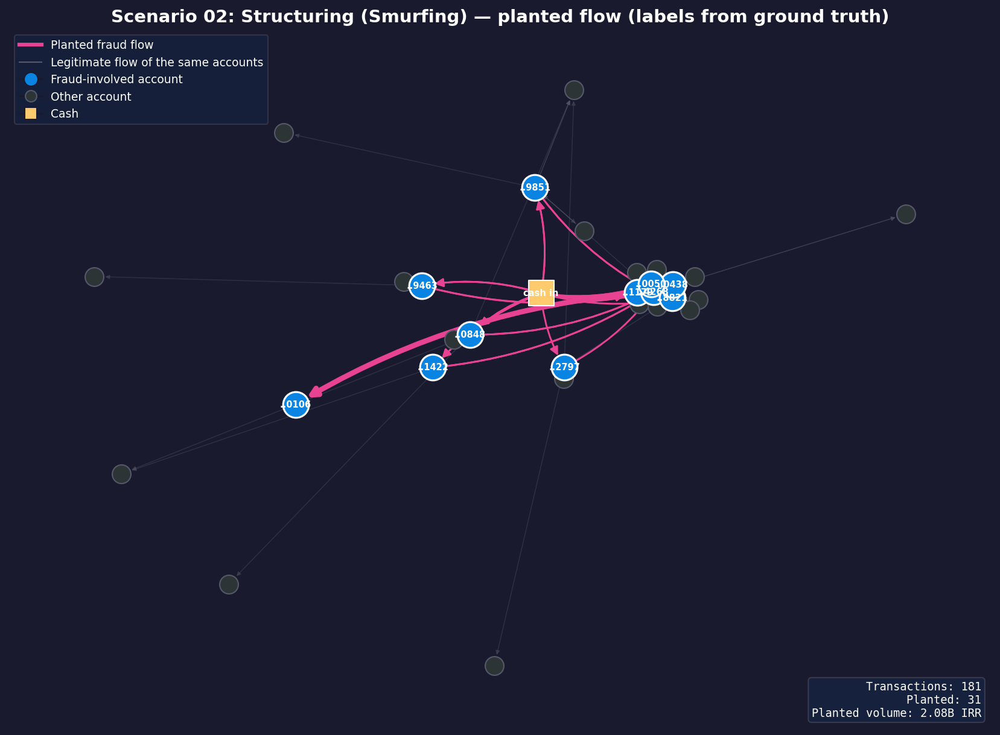 Scenario 02: Structuring (Smurfing) — planted flow (labels from ground truth)
Planted fraud flow
Legitimate flow of the same accounts
Fraud-involved account
Other account
Cash
…9851
…9463
cash in
…0050
…0848
…1422
…2797
…0106
Transactions: 181
Planted: 31
Planted volume: 2.08B IRR